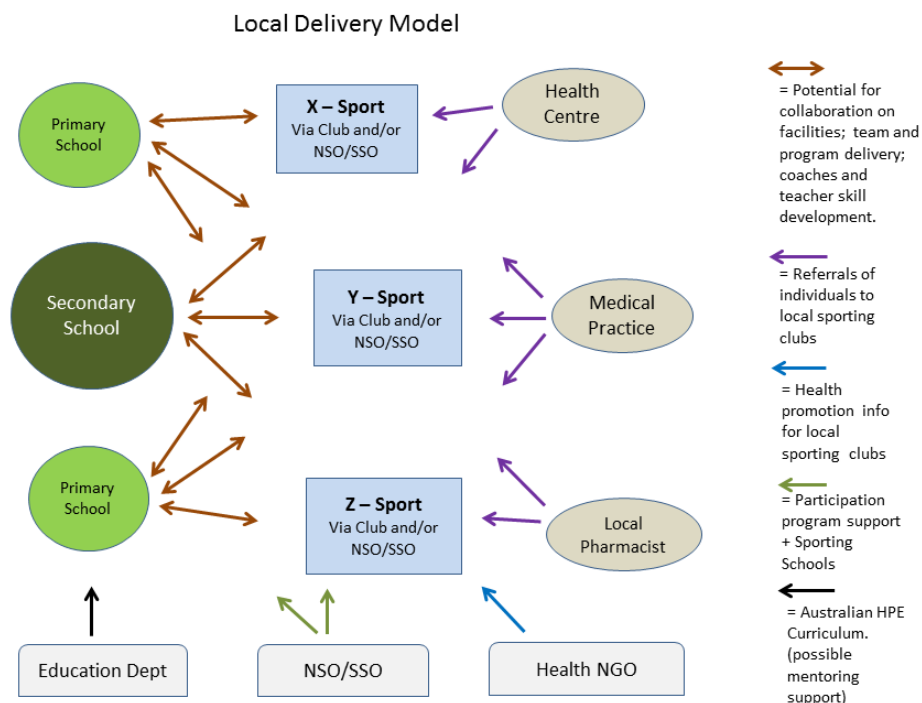 Local Delivery Model
Primary
School
X – Sport
Via Club and/or
NSO/SSO
Health
Centre
= Potential for
collaboration on
facilities; team and
program delivery;
coaches and
teacher skill
development.
Secondary
School
Y – Sport
Via Club and/or
NSO/SSO
Medical
Practice
= Referrals of
individuals to
local sporting
clubs
= Health
promotion info
for local
sporting clubs
Primary
School
Z – Sport
Via Club and/or
NSO/SSO
Local
Pharmacist
= Participation
program support
+ Sporting
Schools
Education Dept
NSO/SSO
Health NGO
= Australian HPE
Curriculum.
(possible
mentoring
support)